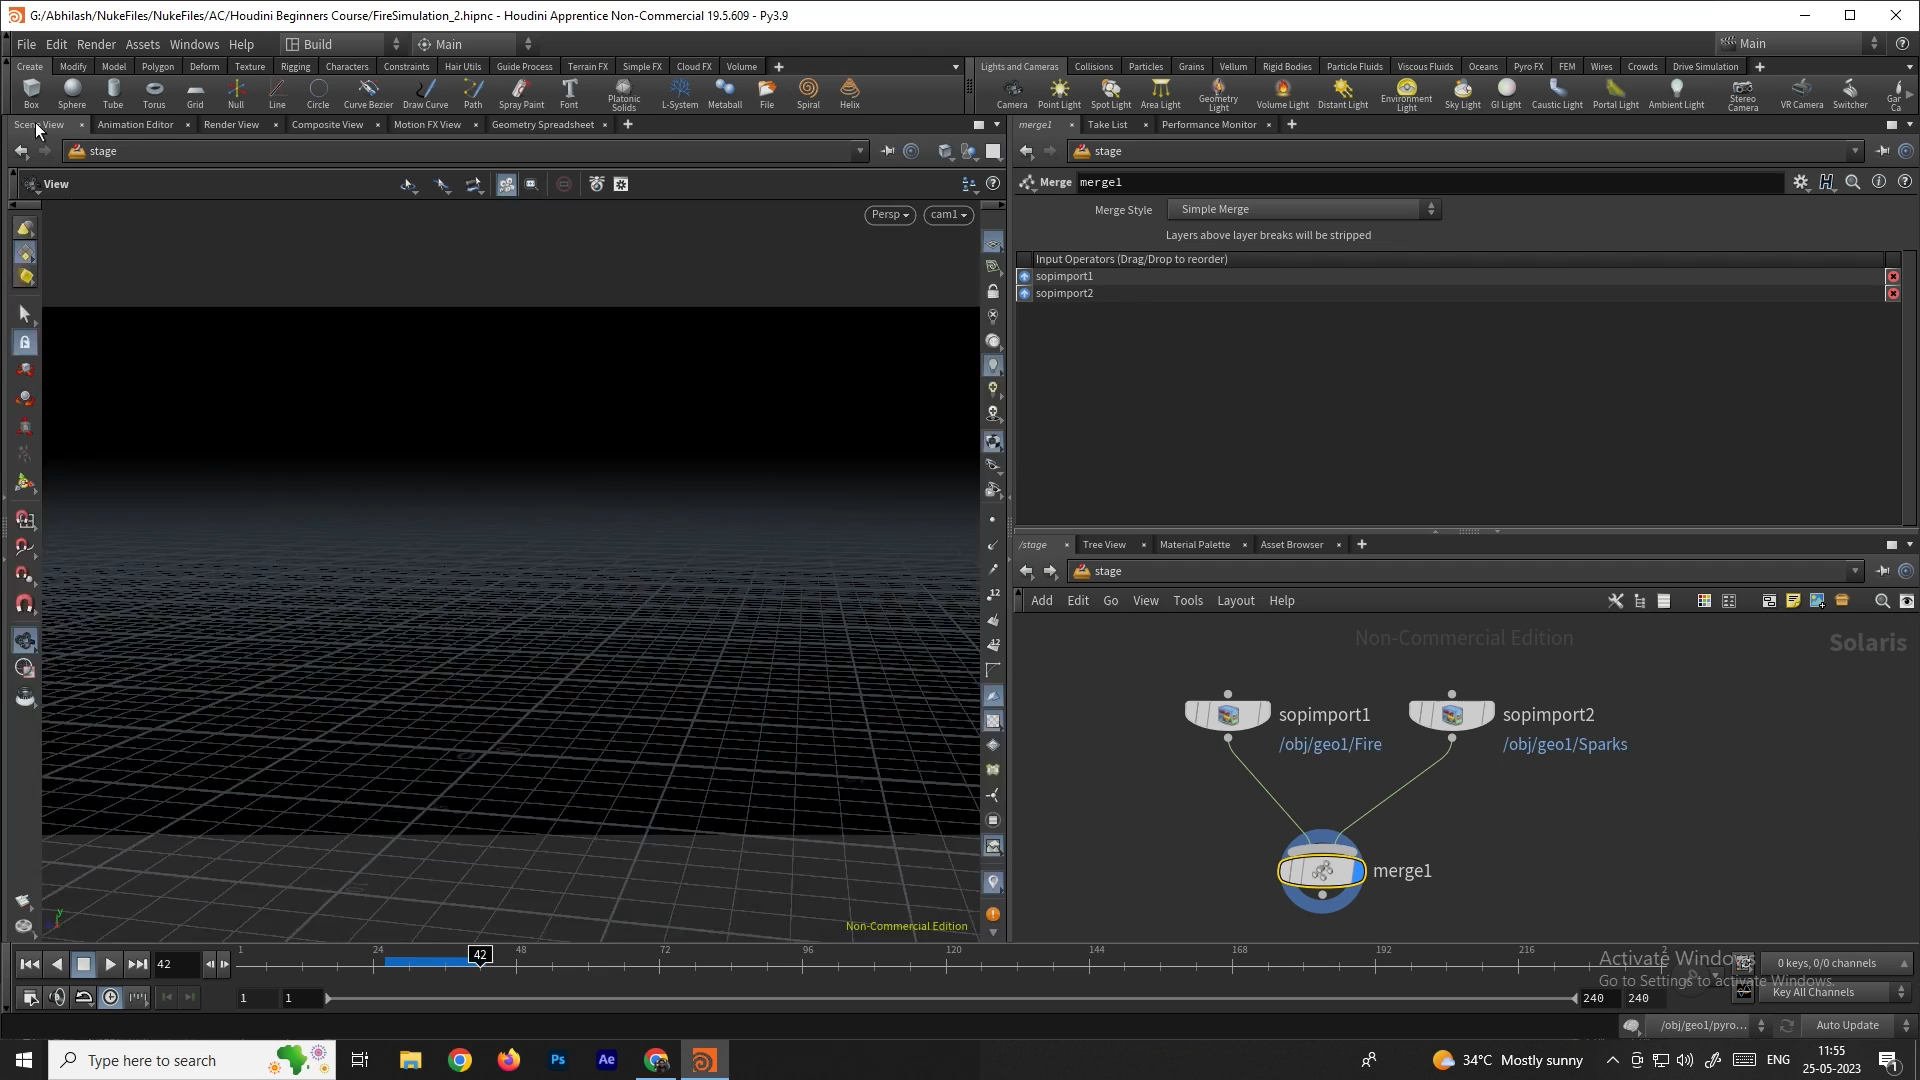 G:/Abhilash/NukeFiles/NukeFiles/AC/Houdini Beginners Course/FireSimulation_2.hipnc - Houdini Apprentice Non-Commercial 19.5.609 - Py3.9
File Edit Render Assets Windows Help Build Main Main
Create Modify Model Polygon Deform Texture Rigging Characters Constraints Hair Utils Guide Process Terrain FX Simple FX Cloud FX Volume
Lights and Cameras Collisions Particles Grains Vellum Rigid Bodies Particle Fluids Viscous Fluids Oceans Pyro FX FEM Wires Crowds Drive Simulation
Box Sphere Tube Torus Grid Null Line Circle Curve Bezier Draw Curve Path Spray Paint Font Platonic Solids L-System Metaball File Spiral Helix
Camera Point Light Spot Light Area Light Geometry Light Volume Light Distant Light Environment Light Sky Light GI Light Caustic Light Portal Light Ambient Light Stereo Camera VR Camera Switcher
Scene View Animation Editor Render View Composite View Motion FX View Geometry Spreadsheet
merge1 Take List Performance Monitor
stage
stage
View
Merge merge1
Persp cam1
Merge Style Simple Merge
Layers above layer breaks will be stripped
Input Operators (Drag/Drop to reorder)
sopimport1
sopimport2
/stage Tree View Material Palette Asset Browser
stage
Add Edit Go View Tools Layout Help
Non-Commercial Edition
Solaris
sopimport1
/obj/geo1/Fire
sopimport2
/obj/geo1/Sparks
merge1
Non-Commercial Edition
1 24 48 72 96 120 144 168 192 216 2
42
42
0 keys, 0/0 channels
1 1 240 240
Key All Channels
Activate Windows
Go to Settings to activate Windows.
/obj/geo1/pyro... Auto Update
Type here to search
34°C Mostly sunny
ENG
11:55
25-05-2023
1